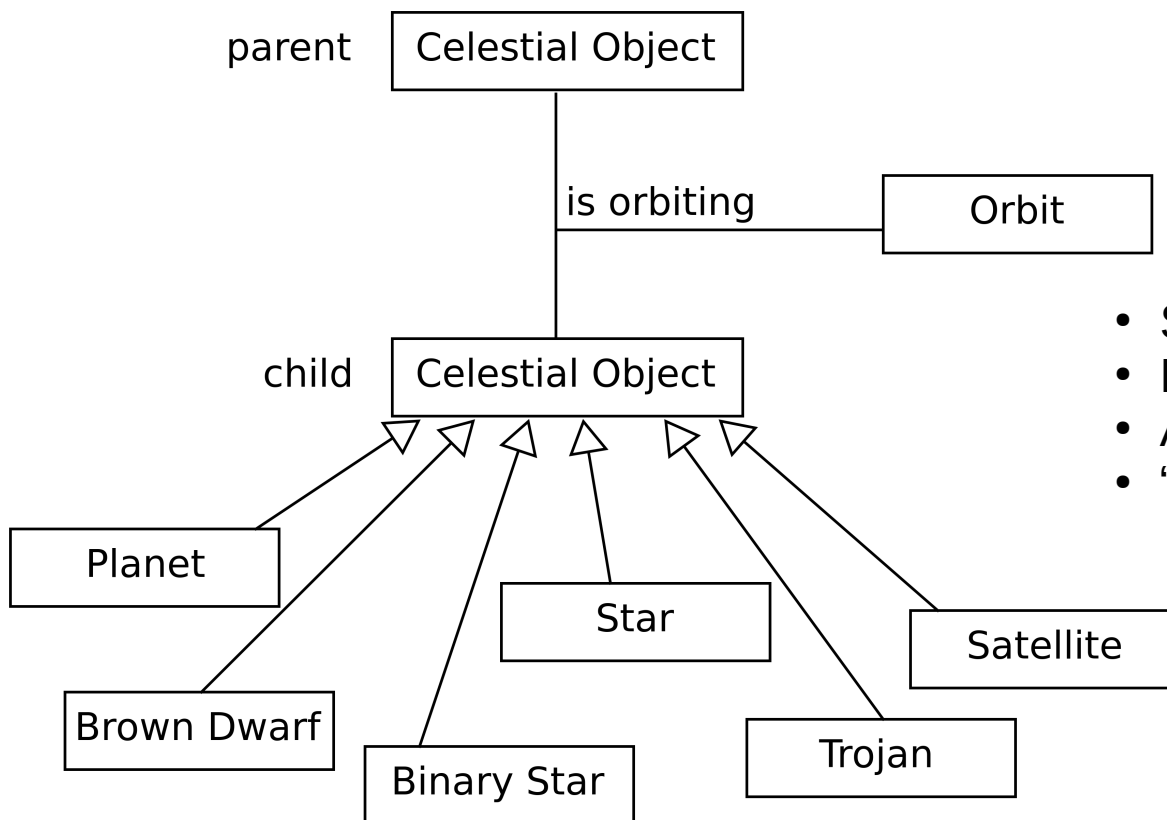 parent
Celestial Object
is orbiting
Orbit
child
Celestial Object
Planet
Star
Satellite
Brown Dwarf
Trojan
Binary Star